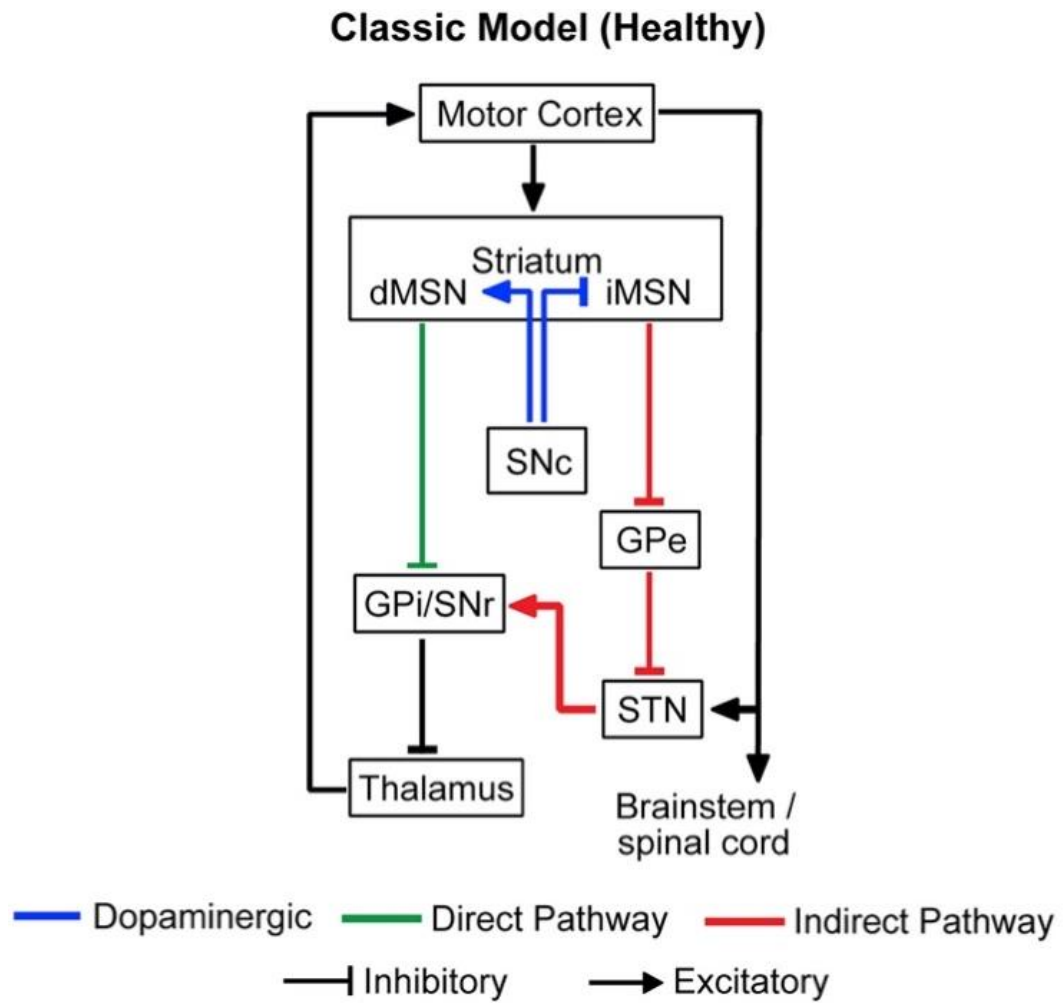 Classic Model (Healthy)
Motor Cortex
Striatum
dMSN
iMSN
SNc
GPe
GPi/SNr
STN
Thalamus
Brainstem /
spinal cord
Dopaminergic
Direct Pathway
Indirect Pathway
Inhibitory
Excitatory